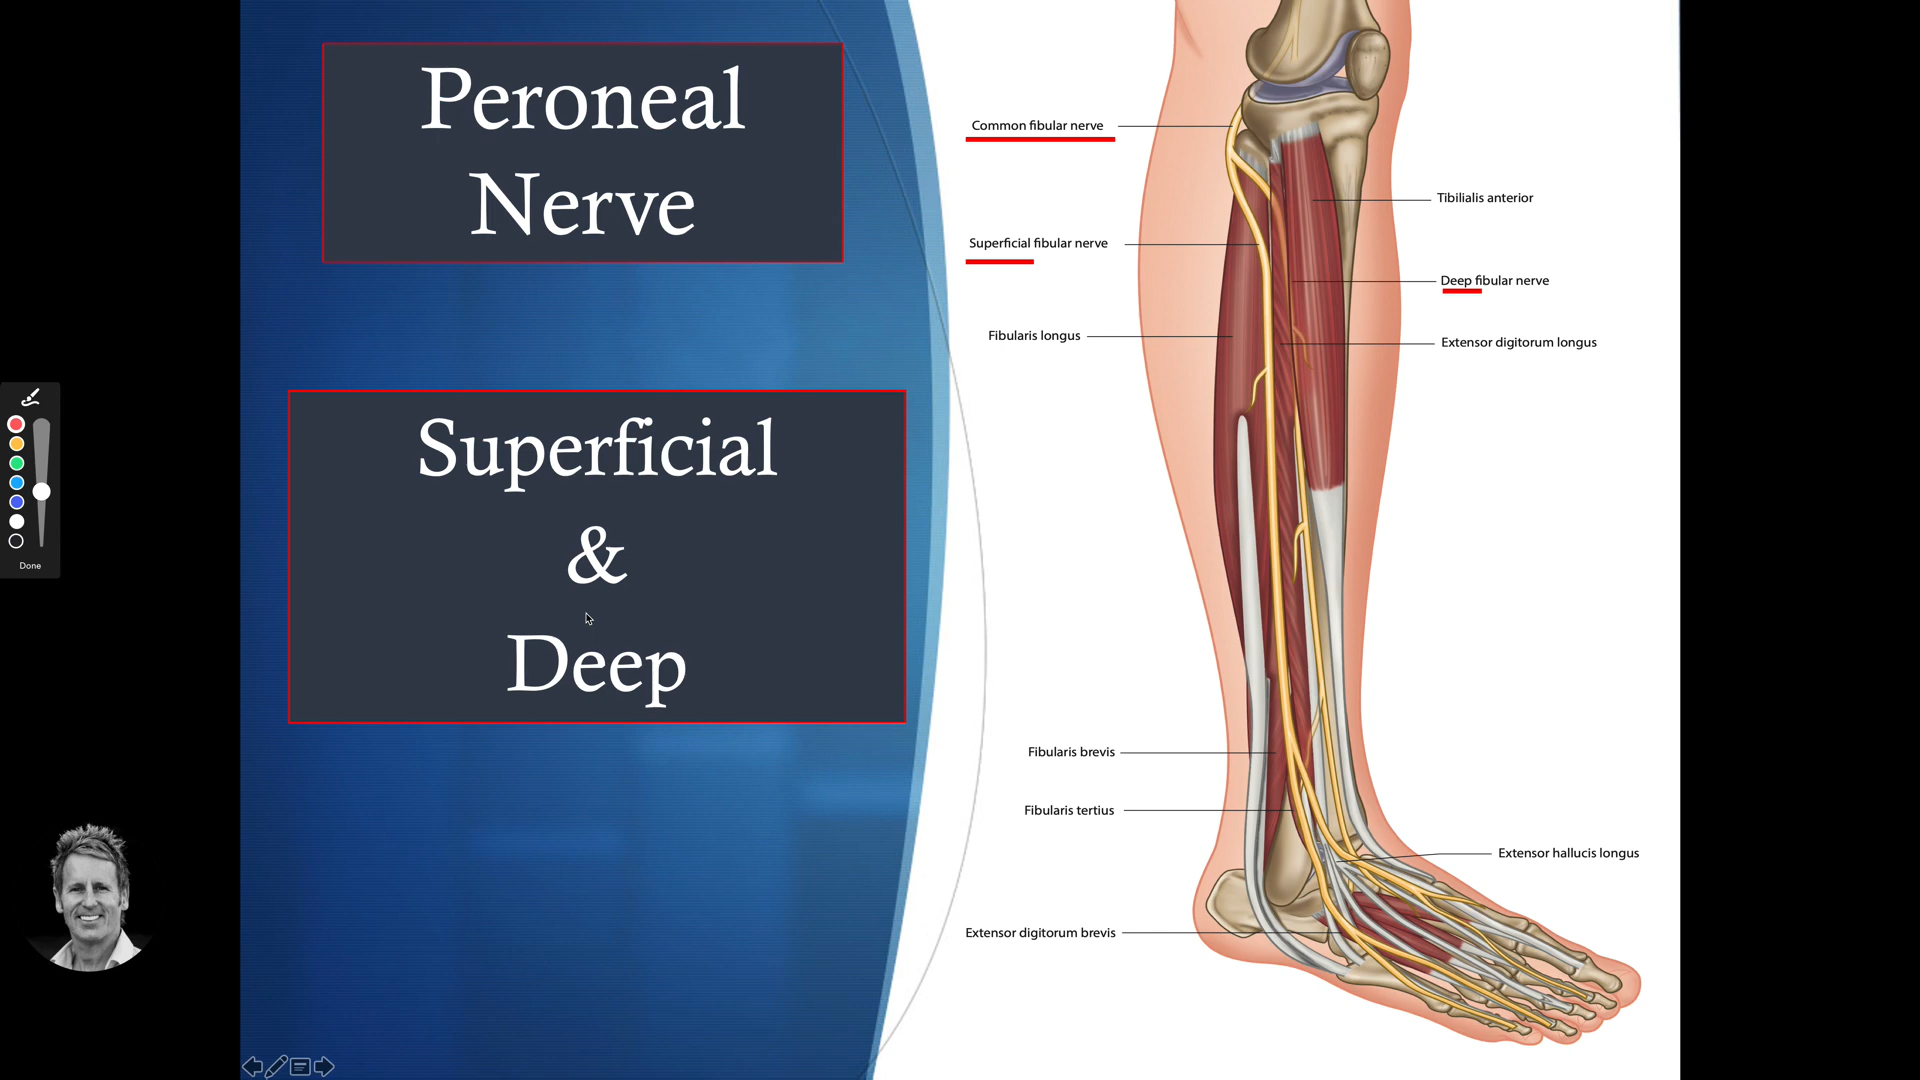 Peroneal
Nerve
Superficial
&
Deep
Common fibular nerve
Superficial fibular nerve
Fibularis longus
Fibularis brevis
Fibularis tertius
Extensor digitorum brevis
Tibilialis anterior
Deep fibular nerve
Extensor digitorum longus
Extensor hallucis longus
Done